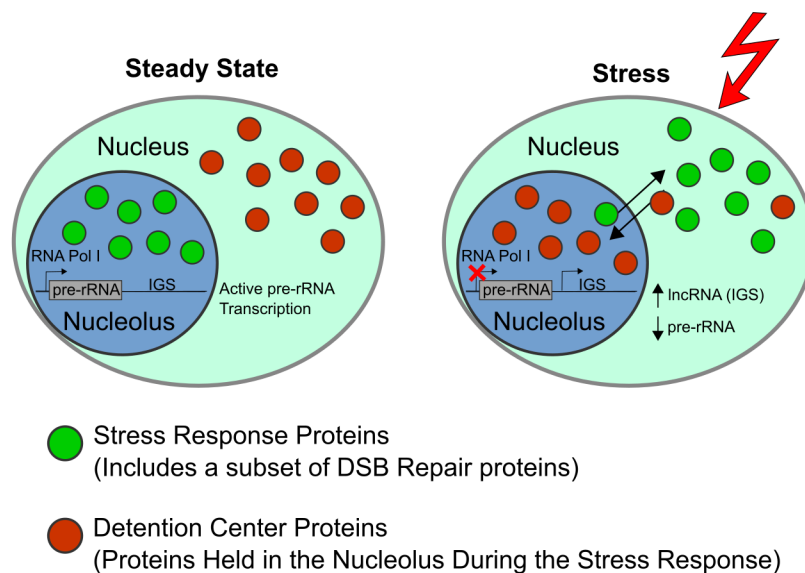 Steady State
Nucleus
RNA Pol I
pre-rRNA
IGS
Nucleolus
Active pre-rRNA
Transcription
Stress
Nucleus
RNA Pol I
pre-rRNA
IGS
Nucleolus
lncRNA (IGS)
pre-rRNA
Stress Response Proteins
(Includes a subset of DSB Repair proteins)
Detention Center Proteins
(Proteins Held in the Nucleolus During the Stress Response)